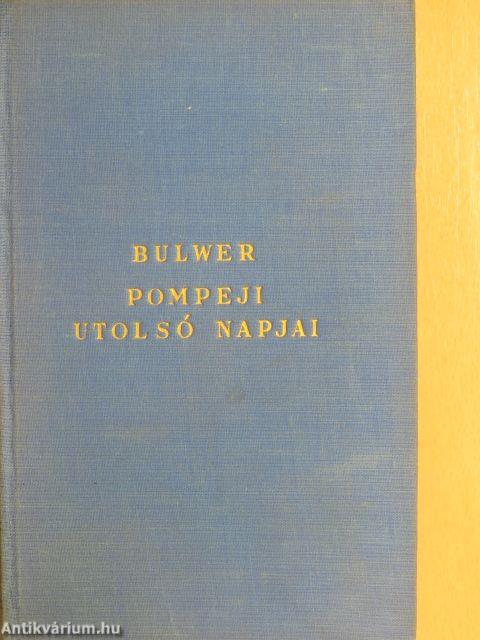 BULWER
POMPEJI
UTOLSÓ NAPJAI
Antikvárium.hu